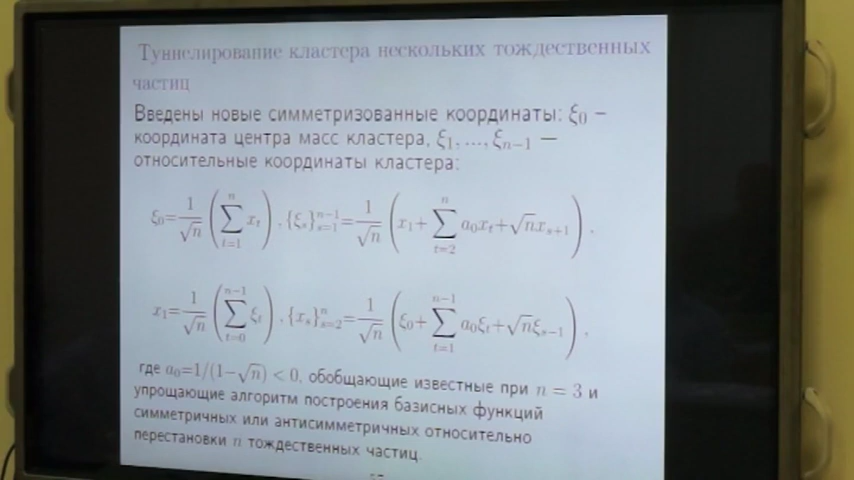 Туннелирование кластера нескольких тождественных
частиц
Введены новые симметризованные координаты: ξ₀ –
координата центра масс кластера, ξ₁, ..., ξₙ₋₁ —
относительные координаты кластера:
ξ₀=1/√n (∑ₜ₌₁ⁿ xₜ), {ξₛ}ₛ₌₁ⁿ⁻¹=1/√n (x₁+∑ₜ₌₂ⁿ a₀xₜ+√nxₛ₊₁),
x₁=1/√n (∑ₜ₌₀ⁿ⁻¹ ξₜ), {xₛ}ₛ₌₂ⁿ=1/√n (ξ₀+∑ₜ₌₁ⁿ⁻¹ a₀ξₜ+√nξₛ₋₁),
где a₀=1/(1−√n) < 0, обобщающие известные при n = 3 и
упрощающие алгоритм построения базисных функций
симметричных или антисимметричных относительно
перестановки n тождественных частиц.